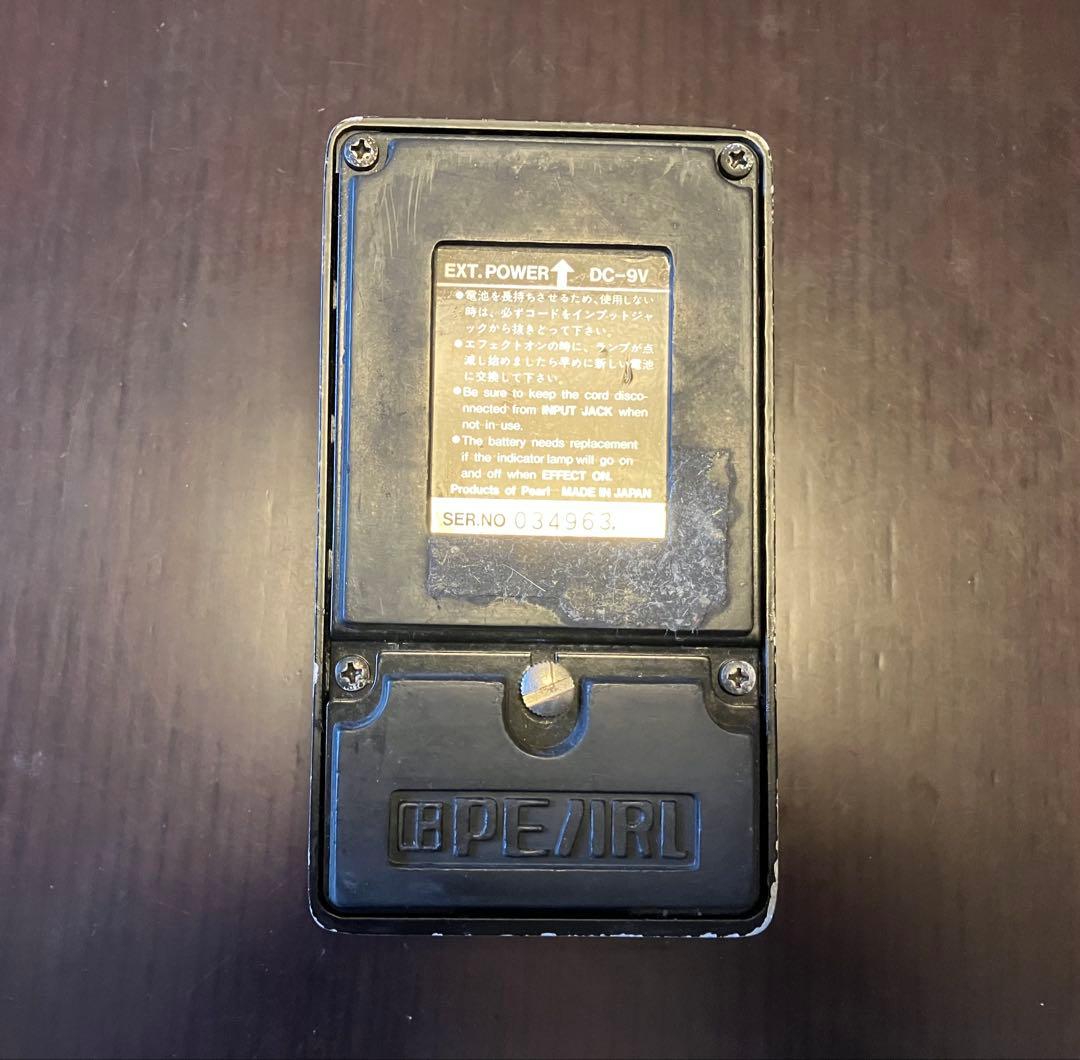 EXT. POWER ↑ DC-9V
●電池を長持ちさせるため、使用しない
時は、必ずコードをインプットジャ
ックから抜きとって下さい。
●エフェクトオンの時に、ランプが点
滅し始めましたら早めに新しい電池
に交換して下さい。
●Be sure to keep the cord disco-
nnected from INPUT JACK when
not in use.
●The battery needs replacement
if the indicator lamp will go on
and off when EFFECT ON.
Products of Pearl MADE IN JAPAN
SER.NO 034963.
PEARL